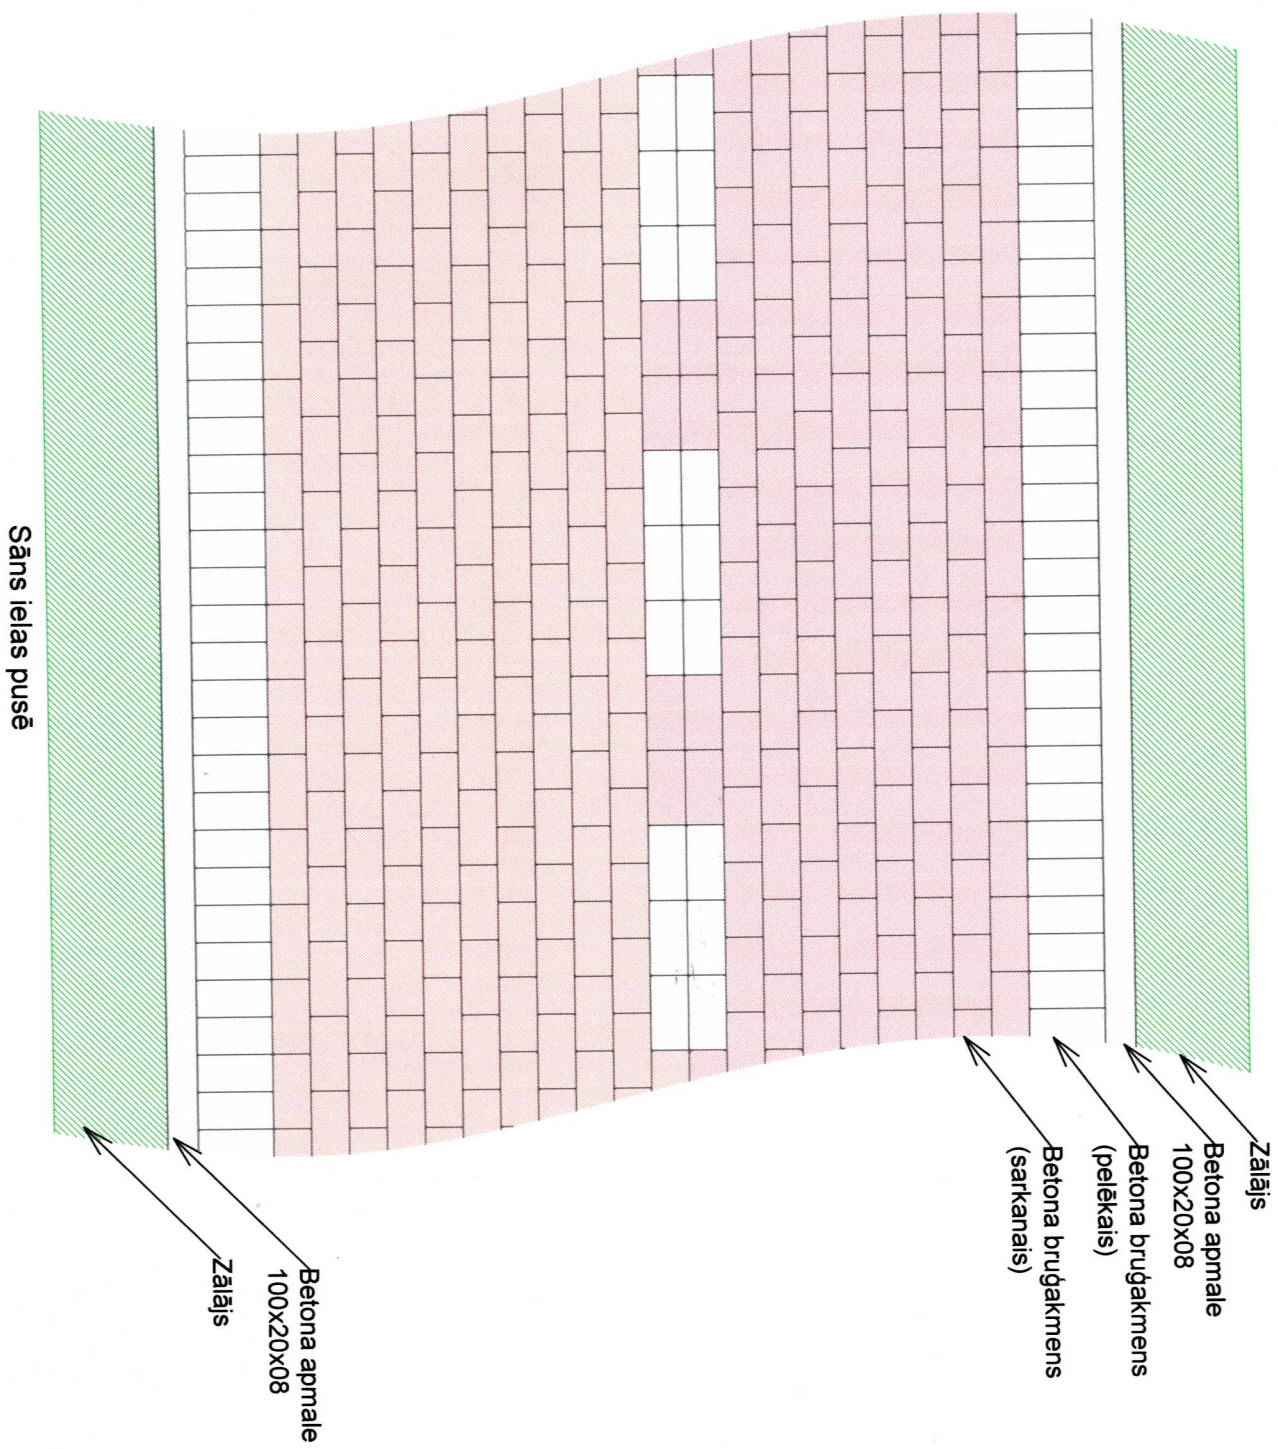 Zālājs
Betona apmale
100x20x08
Betona bruģakmens
(pelēkais)
Betona bruģakmens
(sarkanais)
Betona apmale
100x20x08
Zālājs
Sāns ielas pusē